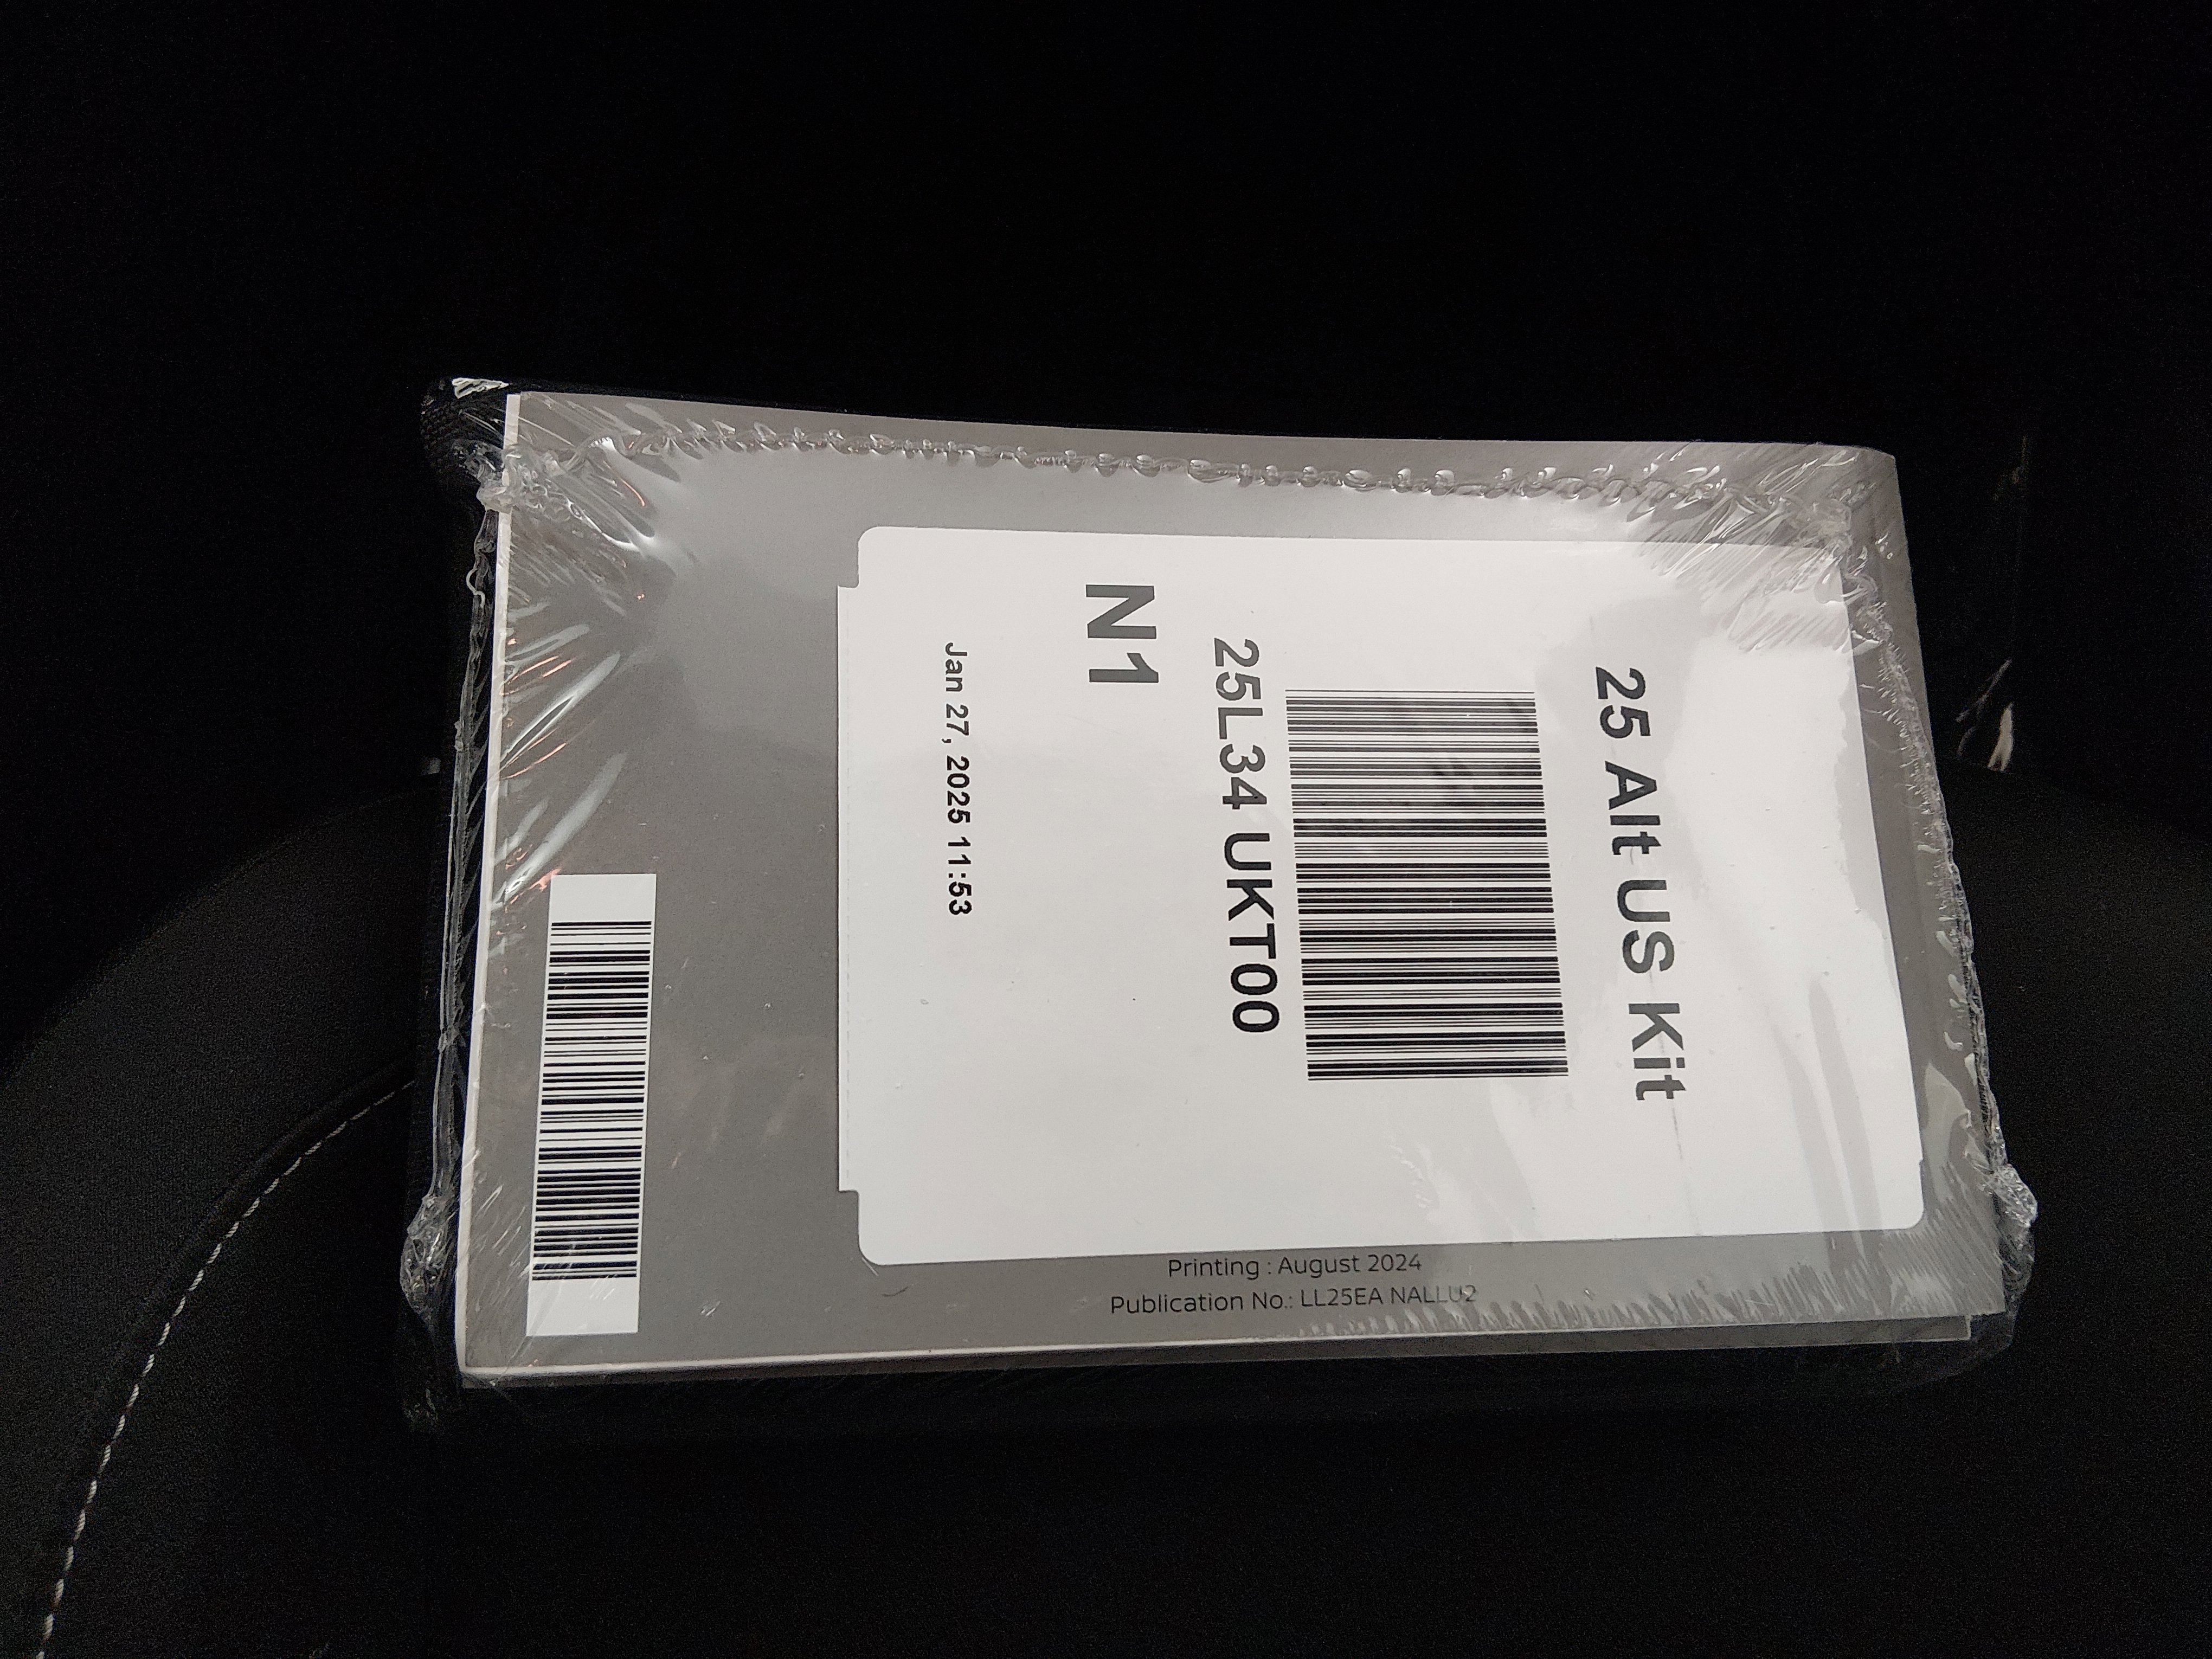 25 Alt US Kit
25L34 UKT00
N1
Jan 27, 2025 11:53
Printing : August 2024
Publication No.: LL25EA NALLU2